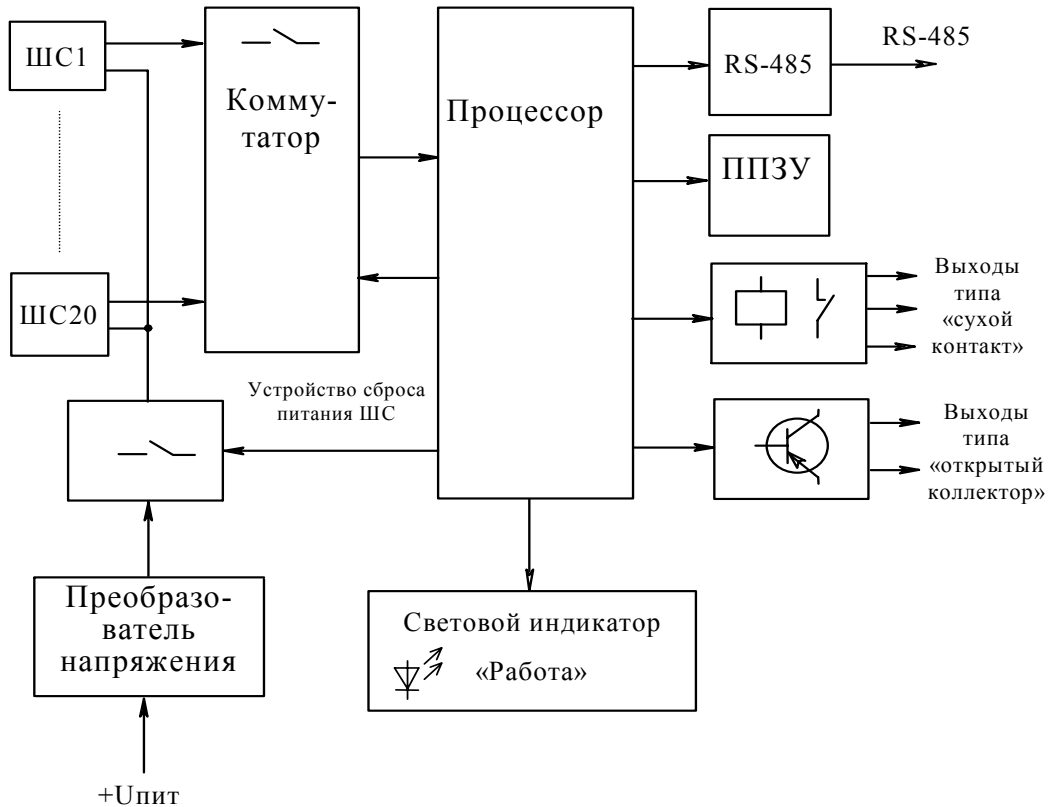 ШС1
Комму-
татор
Процессор
RS-485
RS-485
ППЗУ
ШС20
Выходы
типа
«сухой
контакт»
Устройство сброса
питания ШС
Выходы
типа
«открытый
коллектор»
Преобразо-
ватель
напряжения
Световой индикатор
«Работа»
+Uпит